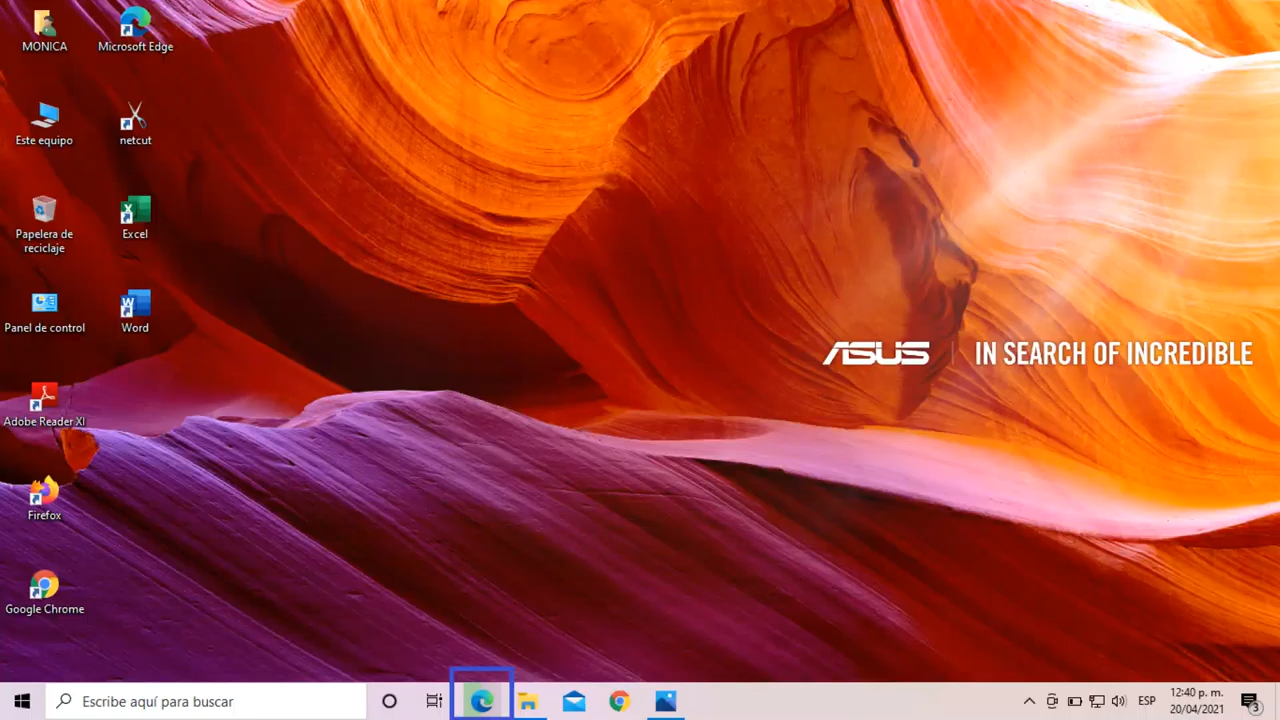 MONICA
Microsoft Edge
Este equipo
netcut
Papelera de
reciclaje
Excel
Panel de control
Word
Adobe Reader XI
Firefox
Google Chrome
ASUS
IN SEARCH OF INCREDIBLE
Escribe aquí para buscar
ESP
12:40 p. m.
20/04/2021
3